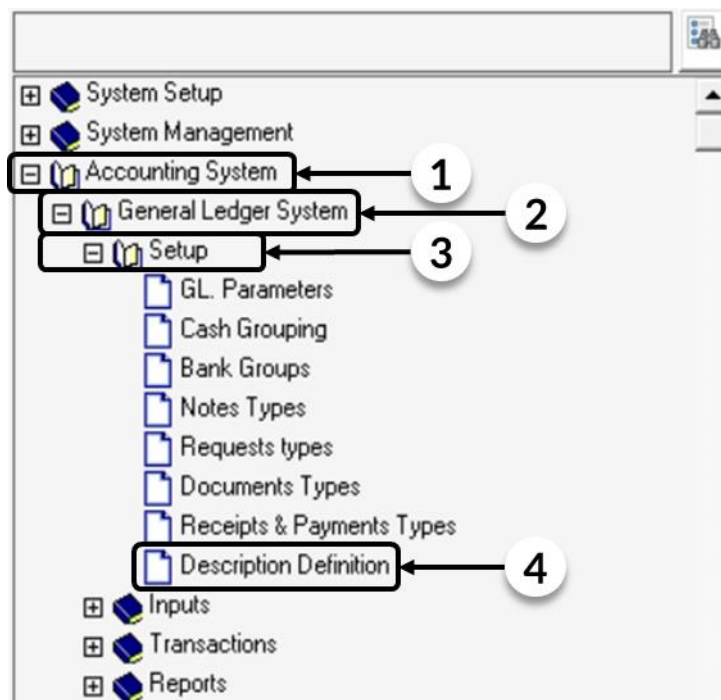 System Setup
System Management
Accounting System 1
General Ledger System 2
Setup 3
GL. Parameters
Cash Grouping
Bank Groups
Notes Types
Requests types
Documents Types
Receipts & Payments Types
Description Definition 4
Inputs
Transactions
Reports